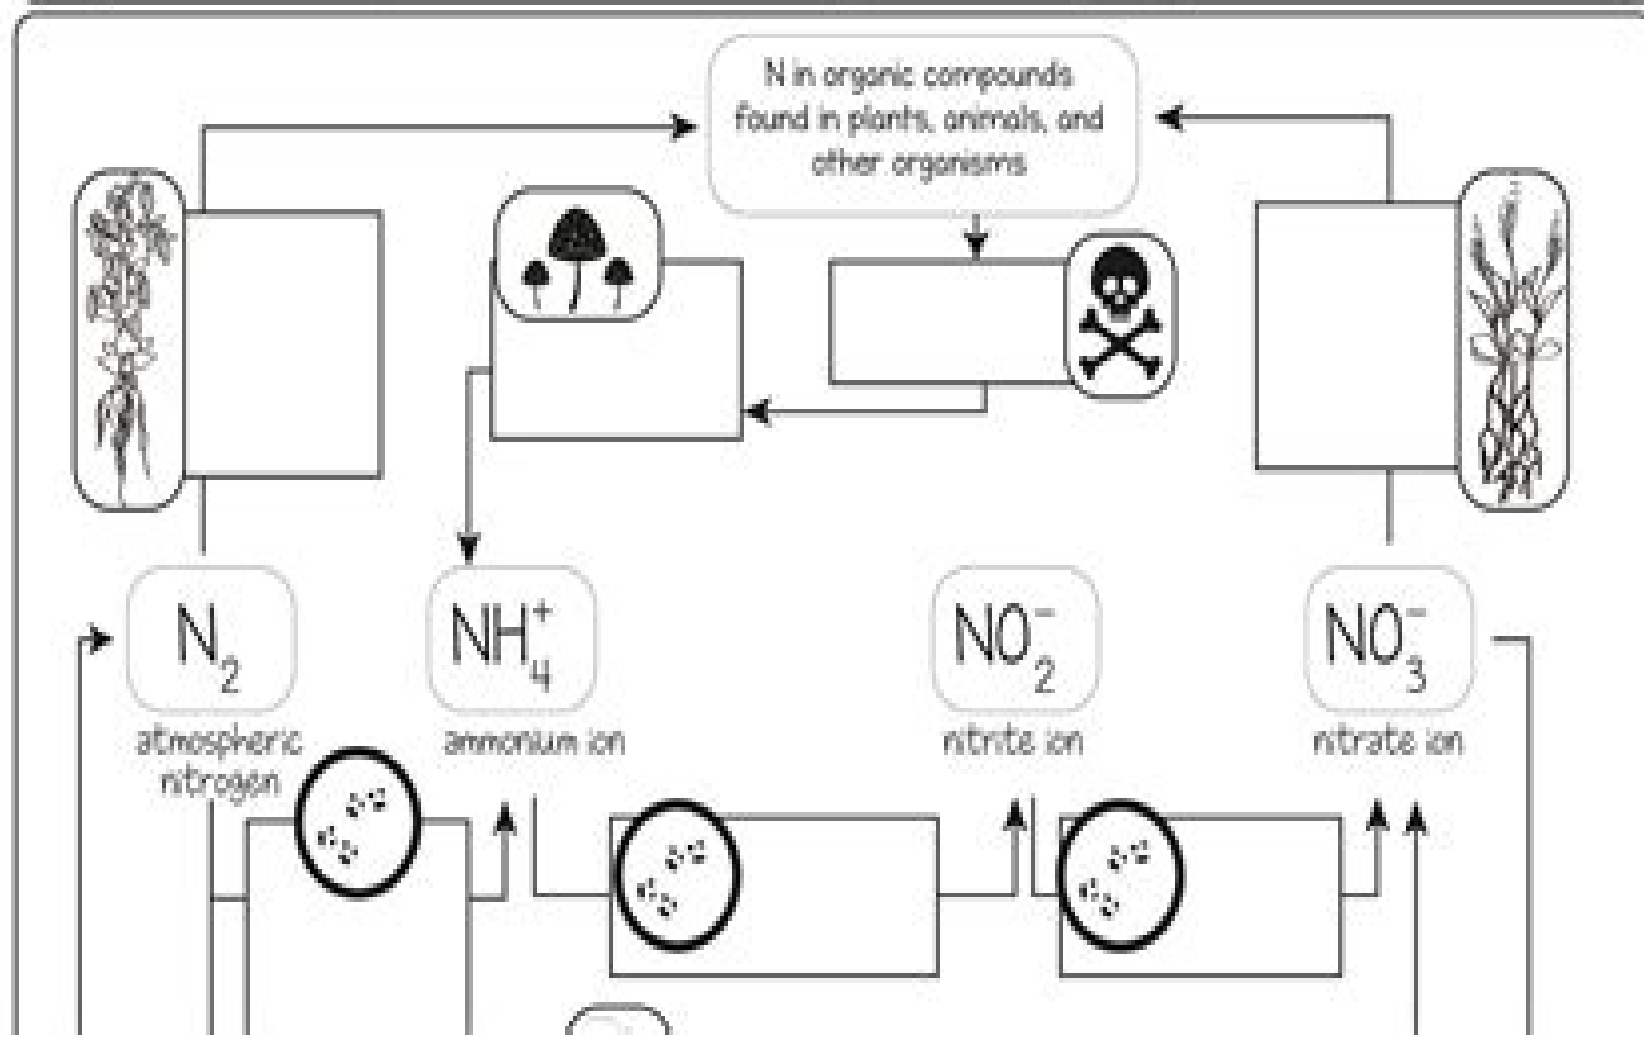 N in organic compounds
found in plants, animals, and
other organisms
N₂
NH₄⁺
NO₂⁻
NO₃⁻
atmospheric
nitrogen
ammonium ion
nitrite ion
nitrate ion